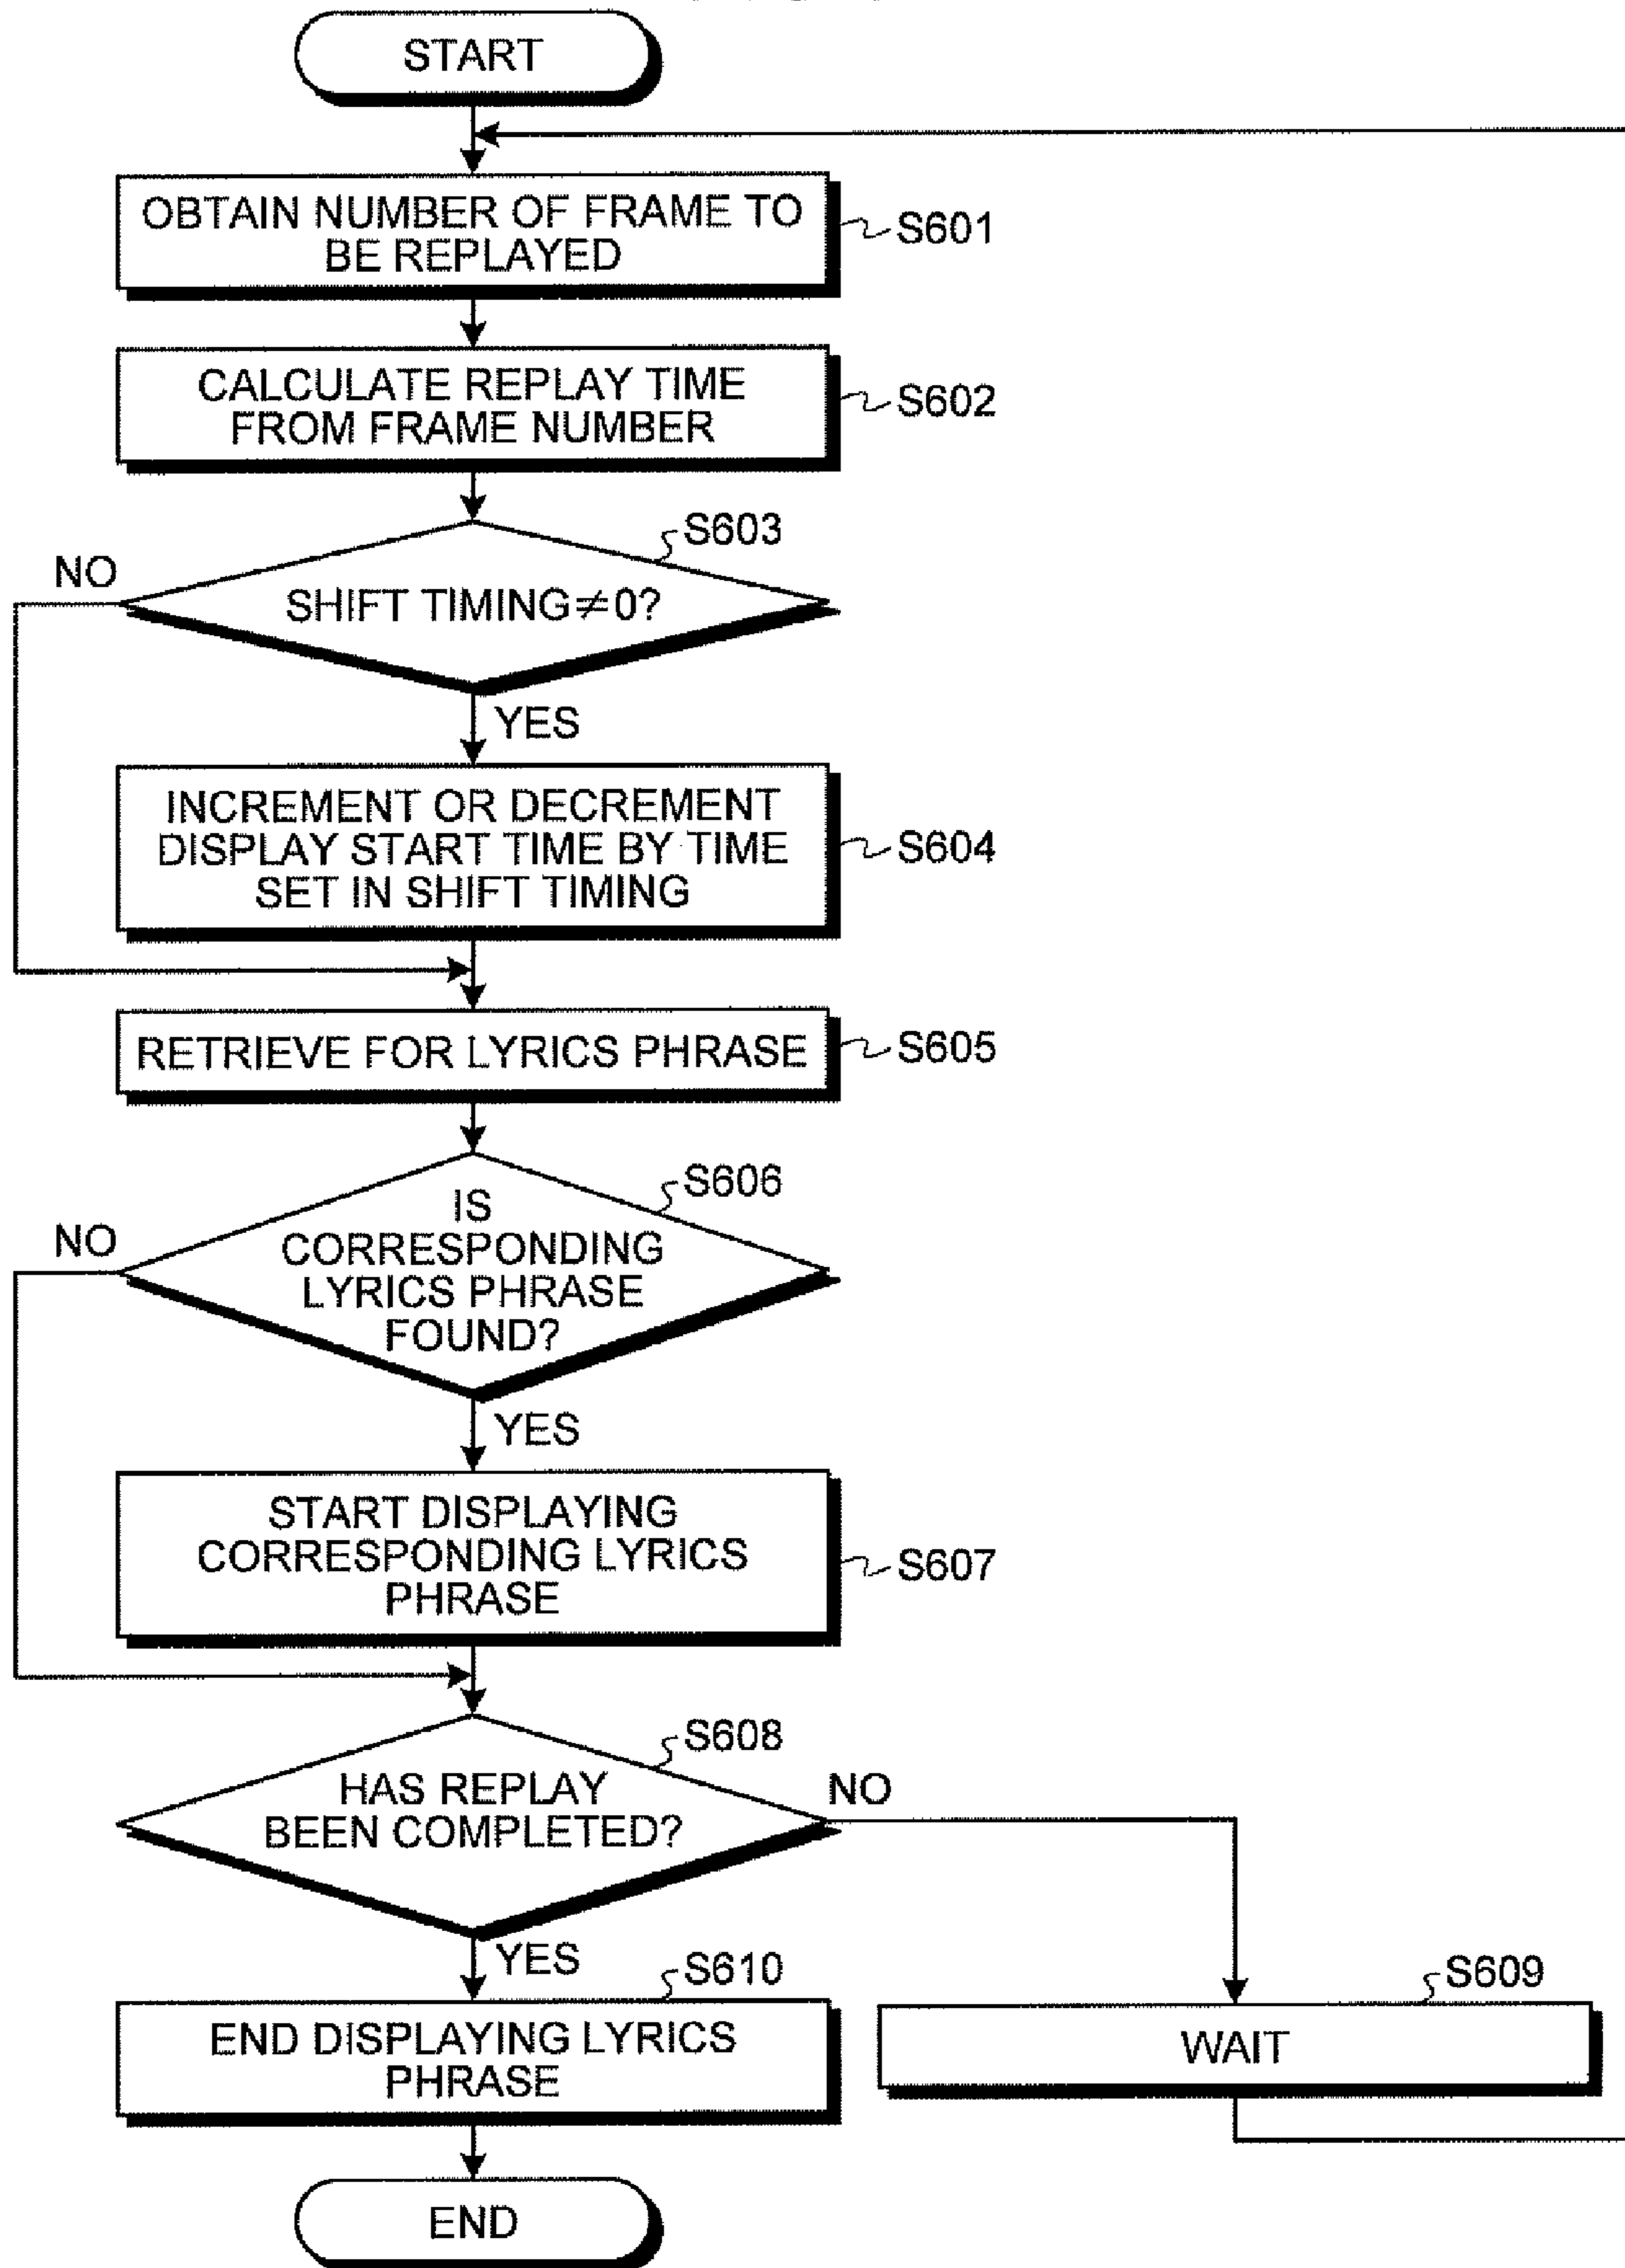 START
OBTAIN NUMBER OF FRAME TO
BE REPLAYED
S601
CALCULATE REPLAY TIME
FROM FRAME NUMBER
S602
S603
NO
SHIFT TIMING≠0?
YES
INCREMENT OR DECREMENT
DISPLAY START TIME BY TIME
SET IN SHIFT TIMING
S604
RETRIEVE FOR LYRICS PHRASE
S605
S606
NO
IS
CORRESPONDING
LYRICS PHRASE
FOUND?
YES
START DISPLAYING
CORRESPONDING LYRICS
PHRASE
S607
S608
HAS REPLAY
BEEN COMPLETED?
NO
YES
S610
END DISPLAYING LYRICS
PHRASE
S609
WAIT
END